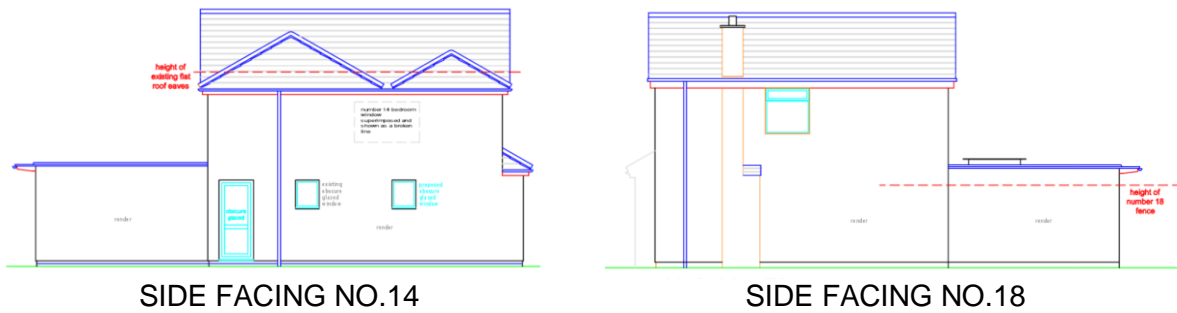 height of
existing flat
roof eaves
number 14 bedroom
window
superimposed and
shown as a broken
line
existing
obscure
glazed
window
proposed
obscure
glazed
window
obscure
glazed
render
render
SIDE FACING NO.14
render
render
height of
number 18
fence
SIDE FACING NO.18